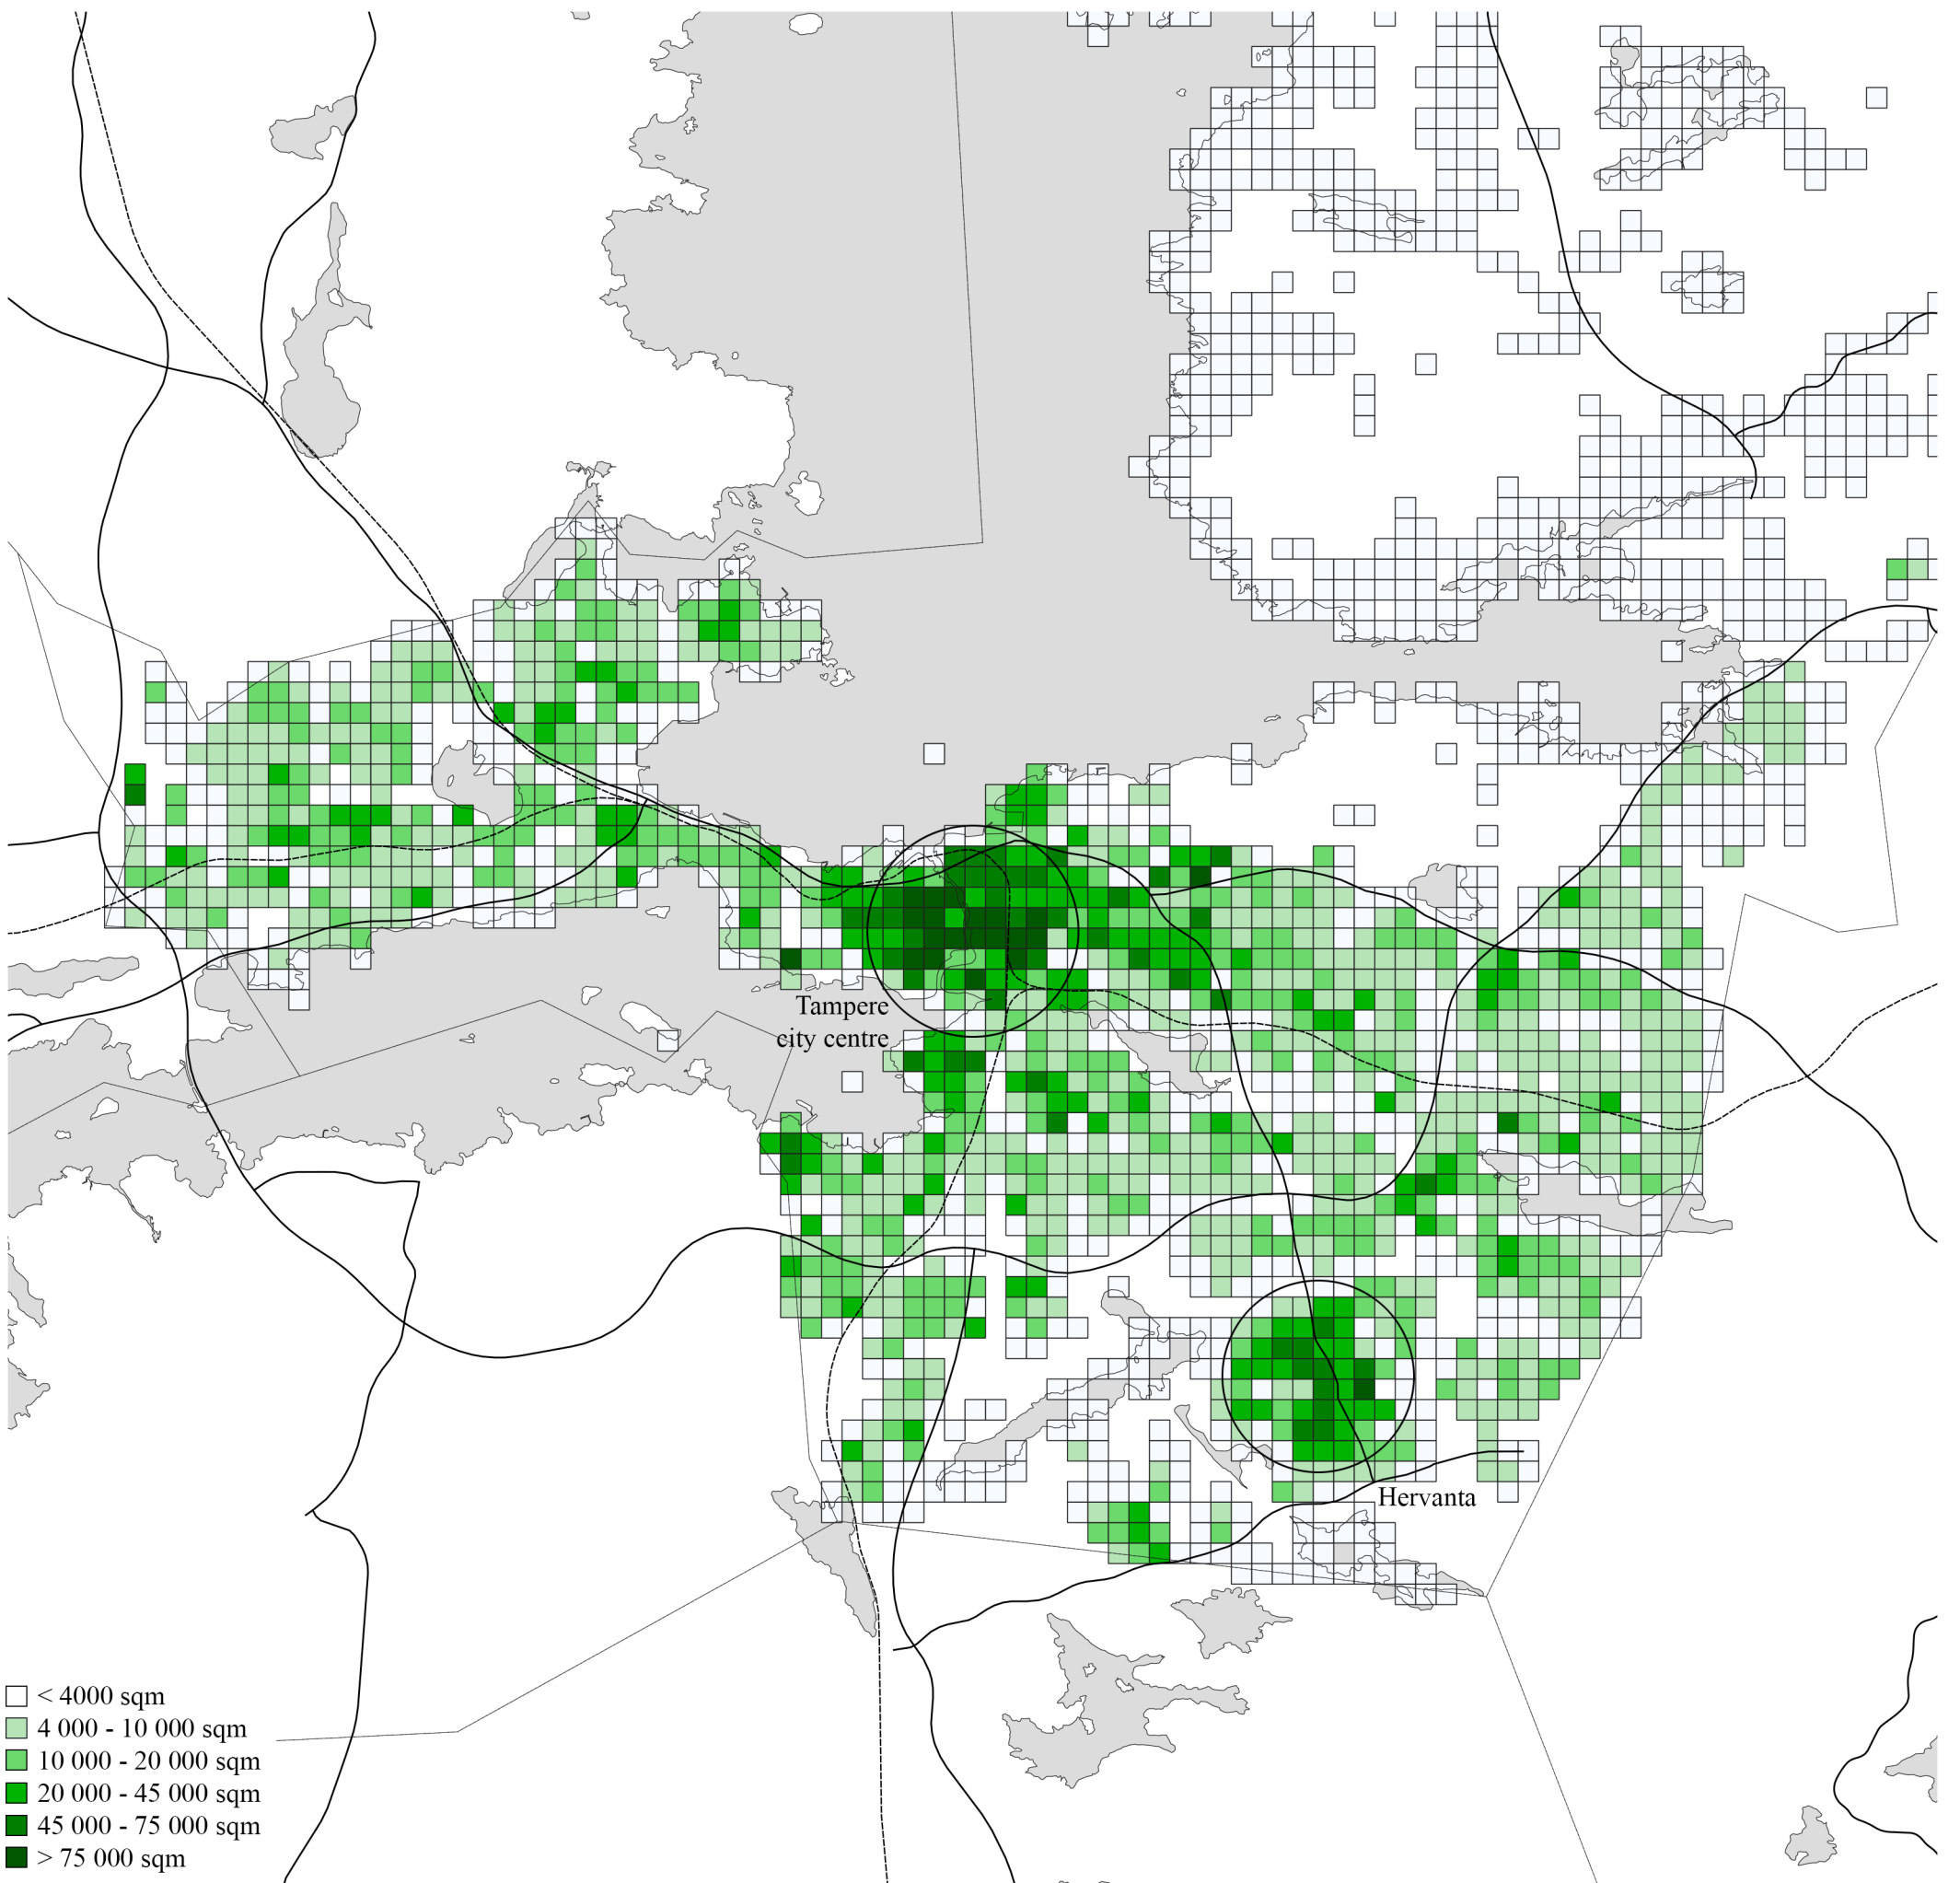 Tampere
city centre
Hervanta
< 4000 sqm
4 000 - 10 000 sqm
10 000 - 20 000 sqm
20 000 - 45 000 sqm
45 000 - 75 000 sqm
> 75 000 sqm